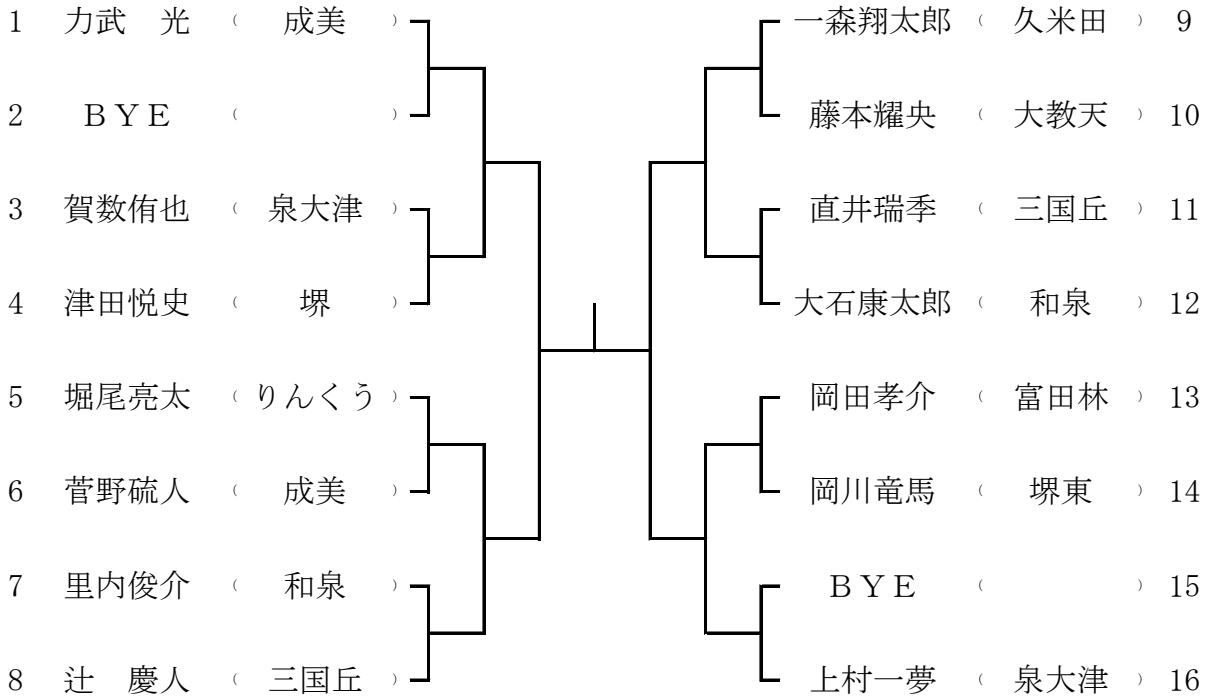 1 力武 光 ( 成美 )
2 ＢＹＥ ( )
3 賀数侑也 ( 泉大津 )
4 津田悦史 ( 堺 )
5 堀尾亮太 ( りんくう )
6 菅野硫人 ( 成美 )
7 里内俊介 ( 和泉 )
8 辻 慶人 ( 三国丘 )
一森翔太郎 ( 久米田 ) 9
藤本耀央 ( 大教天 ) 10
直井瑞季 ( 三国丘 ) 11
大石康太郎 ( 和泉 ) 12
岡田孝介 ( 富田林 ) 13
岡川竜馬 ( 堺東 ) 14
ＢＹＥ ( ) 15
上村一夢 ( 泉大津 ) 16